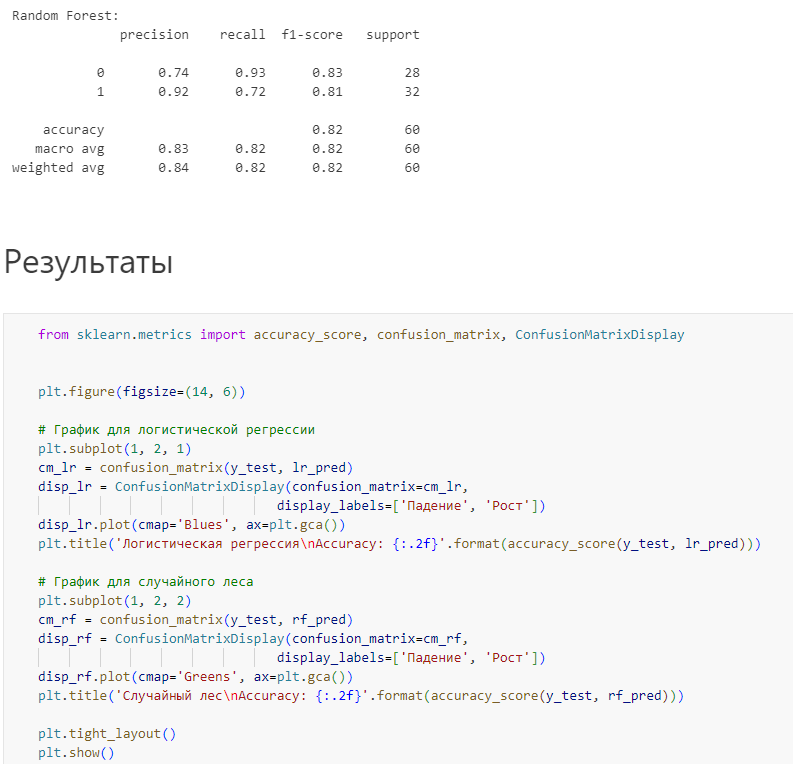 Random Forest:
precision recall f1-score support
0 0.74 0.93 0.83 28
1 0.92 0.72 0.81 32
accuracy 0.82 60
macro avg 0.83 0.82 0.82 60
weighted avg 0.84 0.82 0.82 60
Результаты
from sklearn.metrics import accuracy_score, confusion_matrix, ConfusionMatrixDisplay
plt.figure(figsize=(14, 6))
# График для логистической регрессии
plt.subplot(1, 2, 1)
cm_lr = confusion_matrix(y_test, lr_pred)
disp_lr = ConfusionMatrixDisplay(confusion_matrix=cm_lr,
display_labels=['Падение', 'Рост'])
disp_lr.plot(cmap='Blues', ax=plt.gca())
plt.title('Логистическая регрессия\nAccuracy: {:.2f}'.format(accuracy_score(y_test, lr_pred)))
# График для случайного леса
plt.subplot(1, 2, 2)
cm_rf = confusion_matrix(y_test, rf_pred)
disp_rf = ConfusionMatrixDisplay(confusion_matrix=cm_rf,
display_labels=['Падение', 'Рост'])
disp_rf.plot(cmap='Greens', ax=plt.gca())
plt.title('Случайный лес\nAccuracy: {:.2f}'.format(accuracy_score(y_test, rf_pred)))
plt.tight_layout()
plt.show()